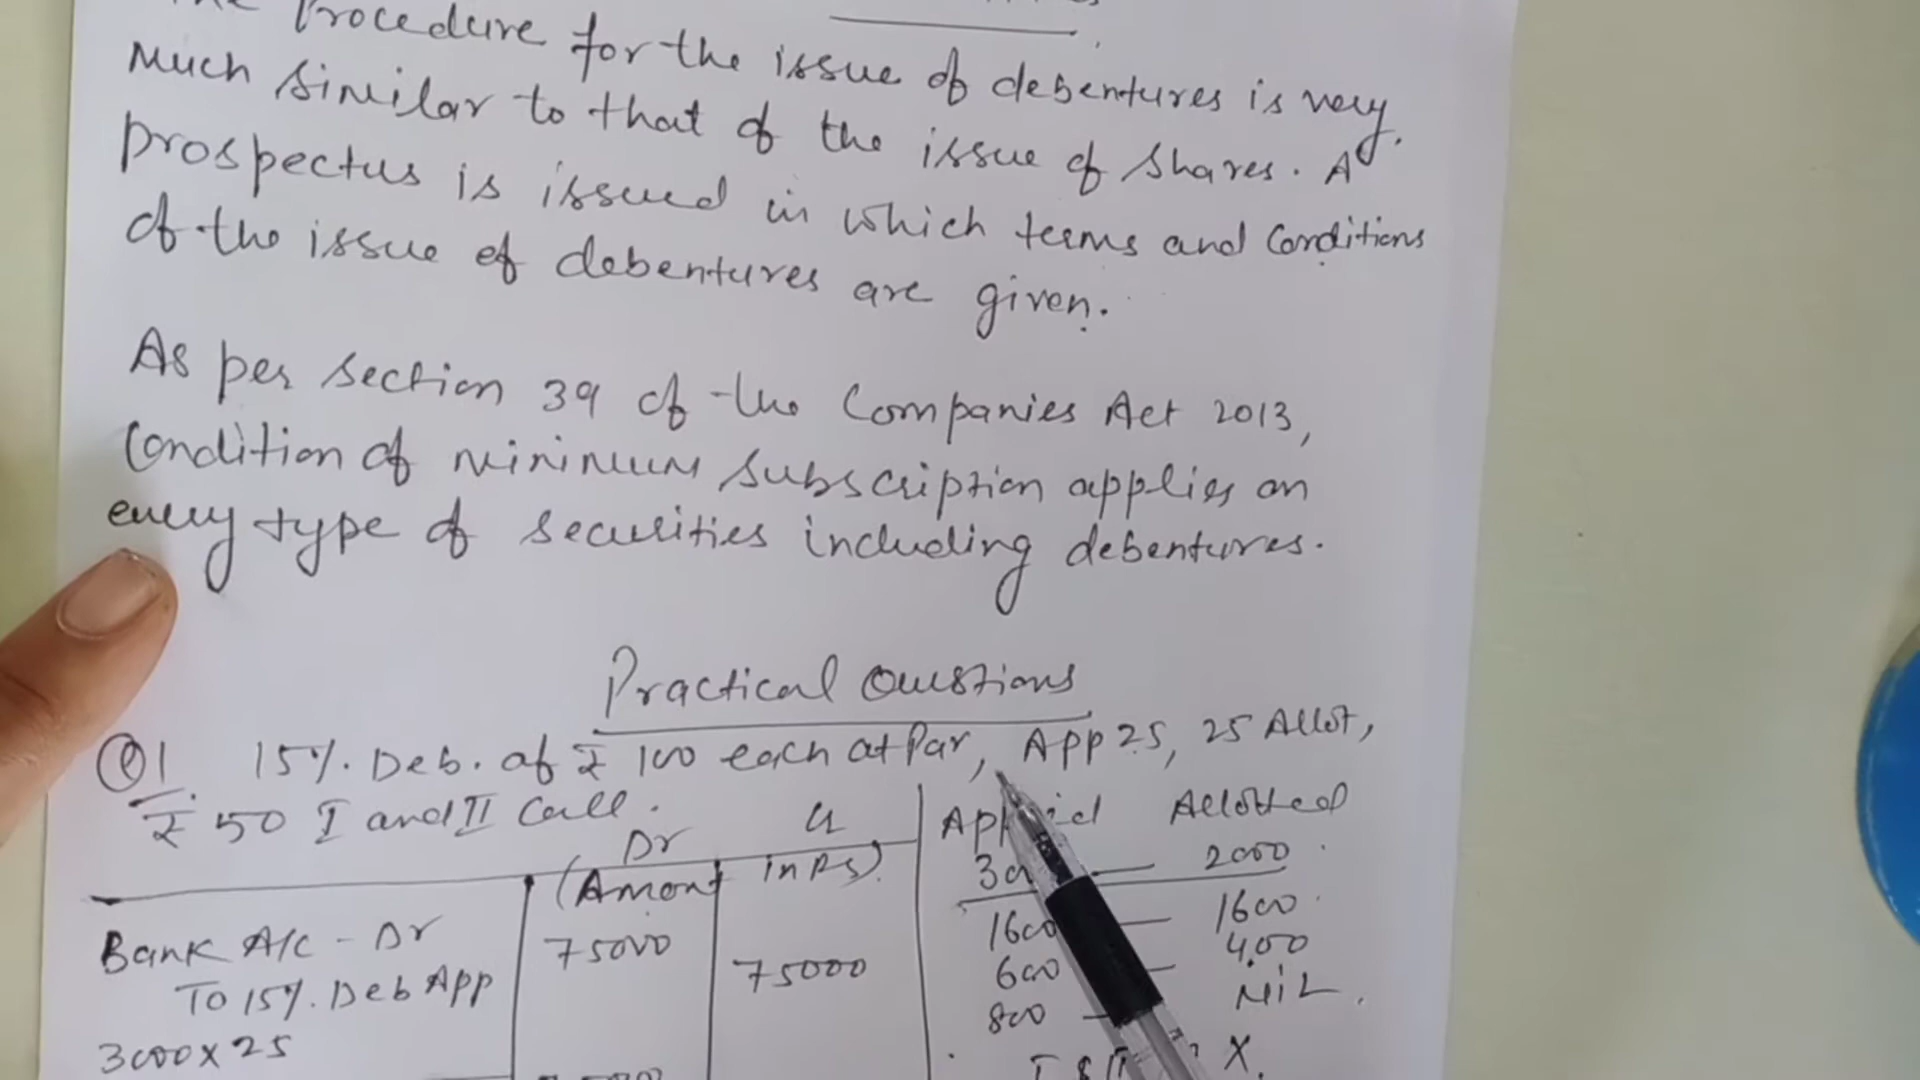 Procedure for the issue of debentures is very
Much similar to that of the issue of shares. A
prospectus is issued in which terms and conditions
of the issue of debentures are given.
As per section 39 of the Companies Act 2013,
Condition of minimum subscription applies on
every type of securities including debentures.
Practical Questions
Q1 15%. Deb. of ₹ 100 each at Par, APP 25, 25 Allot,
₹ 50 I and II Call.
Dr Cr
(Amont in Rs)
Bank A/c - Dr 75000
To 15%. Deb App 75000
3000 x 25
Allotted
2000
1600 — 1600
600 — 400
800 — NIL.
X.